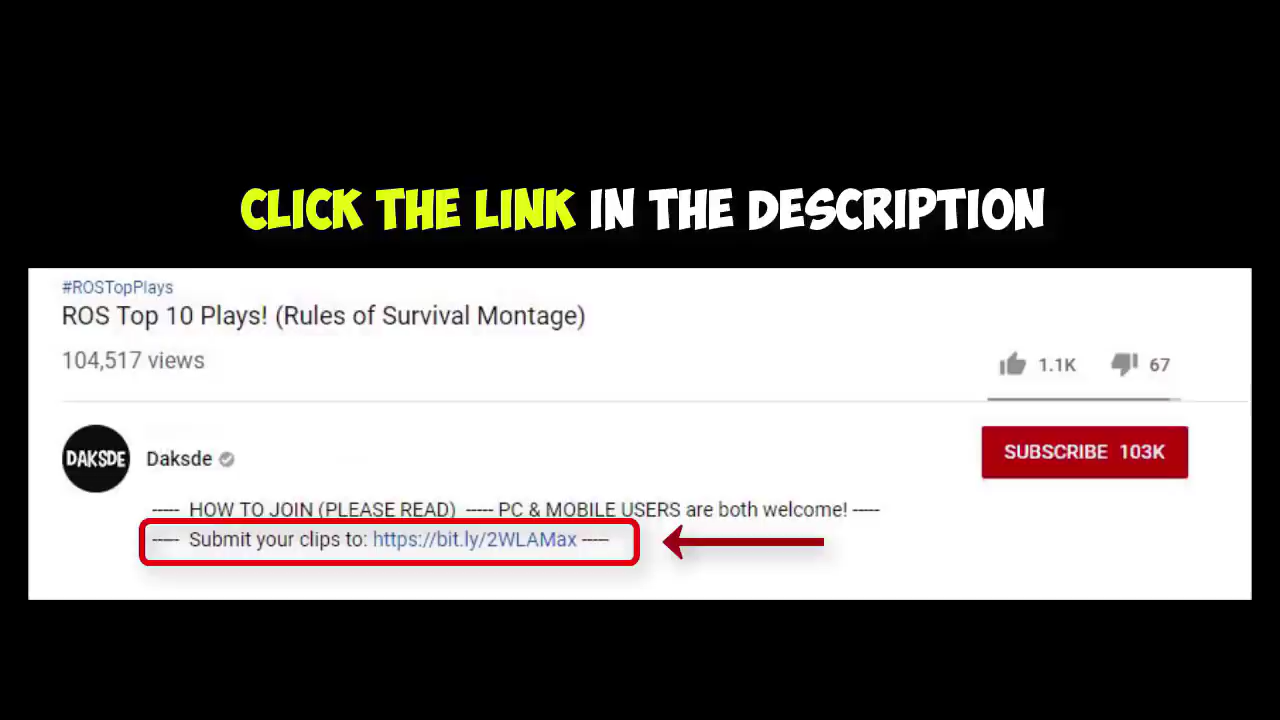 CLICK THE LINK IN THE DESCRIPTION
#ROSTopPlays
ROS Top 10 Plays! (Rules of Survival Montage)
104,517 views
1.1K 67
DAKSDE
Daksde
SUBSCRIBE 103K
----- HOW TO JOIN (PLEASE READ) ----- PC & MOBILE USERS are both welcome! -----
----- Submit your clips to: https://bit.ly/2WLAMax -----